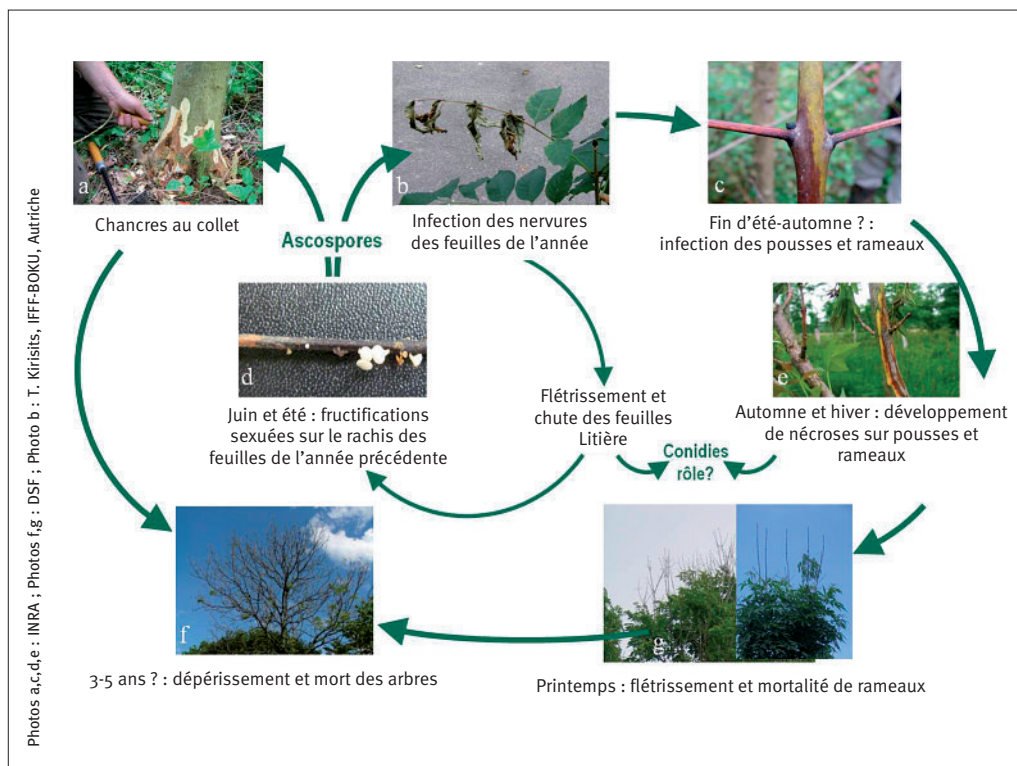 a
Chancres au collet
b
Infection des nervures
des feuilles de l’année
c
Fin d’été-automne ? :
infection des pousses et rameaux
Ascospores
d
Juin et été : fructifications
sexuées sur le rachis des
feuilles de l’année précédente
Flétrissement et
chute des feuilles
Litière
e
Automne et hiver : développement
de nécroses sur pousses et
rameaux
Conidies
rôle?
f
3-5 ans ? : dépérissement et mort des arbres
g
Printemps : flétrissement et mortalité de rameaux
Photos a,c,d,e : INRA ; Photos f,g : DSF ; Photo b : T. Kirisits, IFFF-BOKU, Autriche